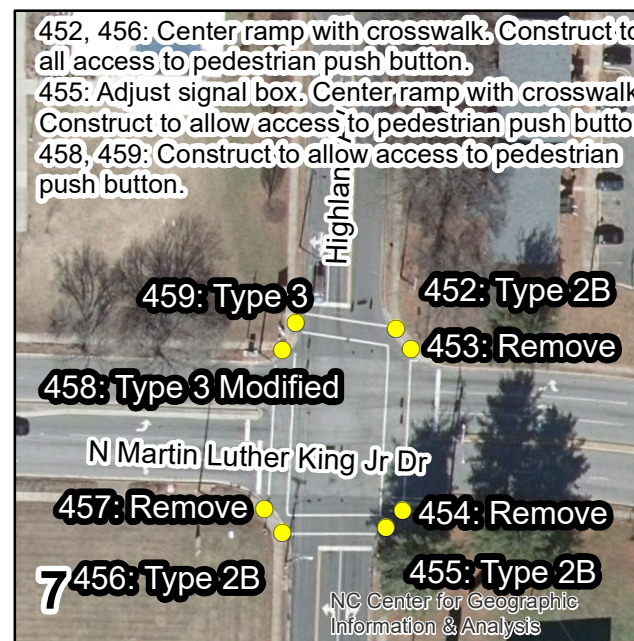 452, 456: Center ramp with crosswalk. Construct to
all access to pedestrian push button.
455: Adjust signal box. Center ramp with crosswalk
Construct to allow access to pedestrian push butto
458, 459: Construct to allow access to pedestrian
push button.
Highland
459: Type 3
452: Type 2B
453: Remove
458: Type 3 Modified
N Martin Luther King Jr Dr
457: Remove
454: Remove
7
456: Type 2B
455: Type 2B
NC Center for Geographic
Information & Analysis